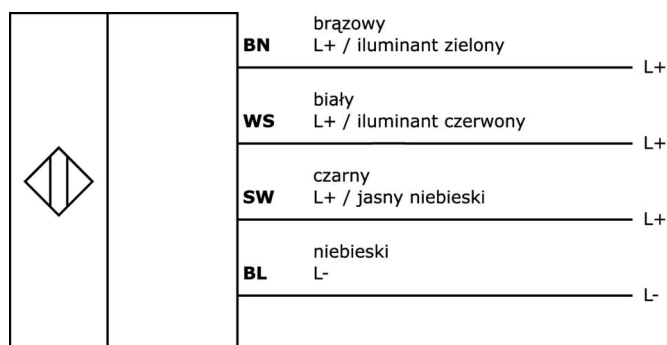 brązowy
BN L+ / iluminant zielony
L+
biały
WS L+ / iluminant czerwony
L+
czarny
SW L+ / jasny niebieski
L+
niebieski
BL L-
L-